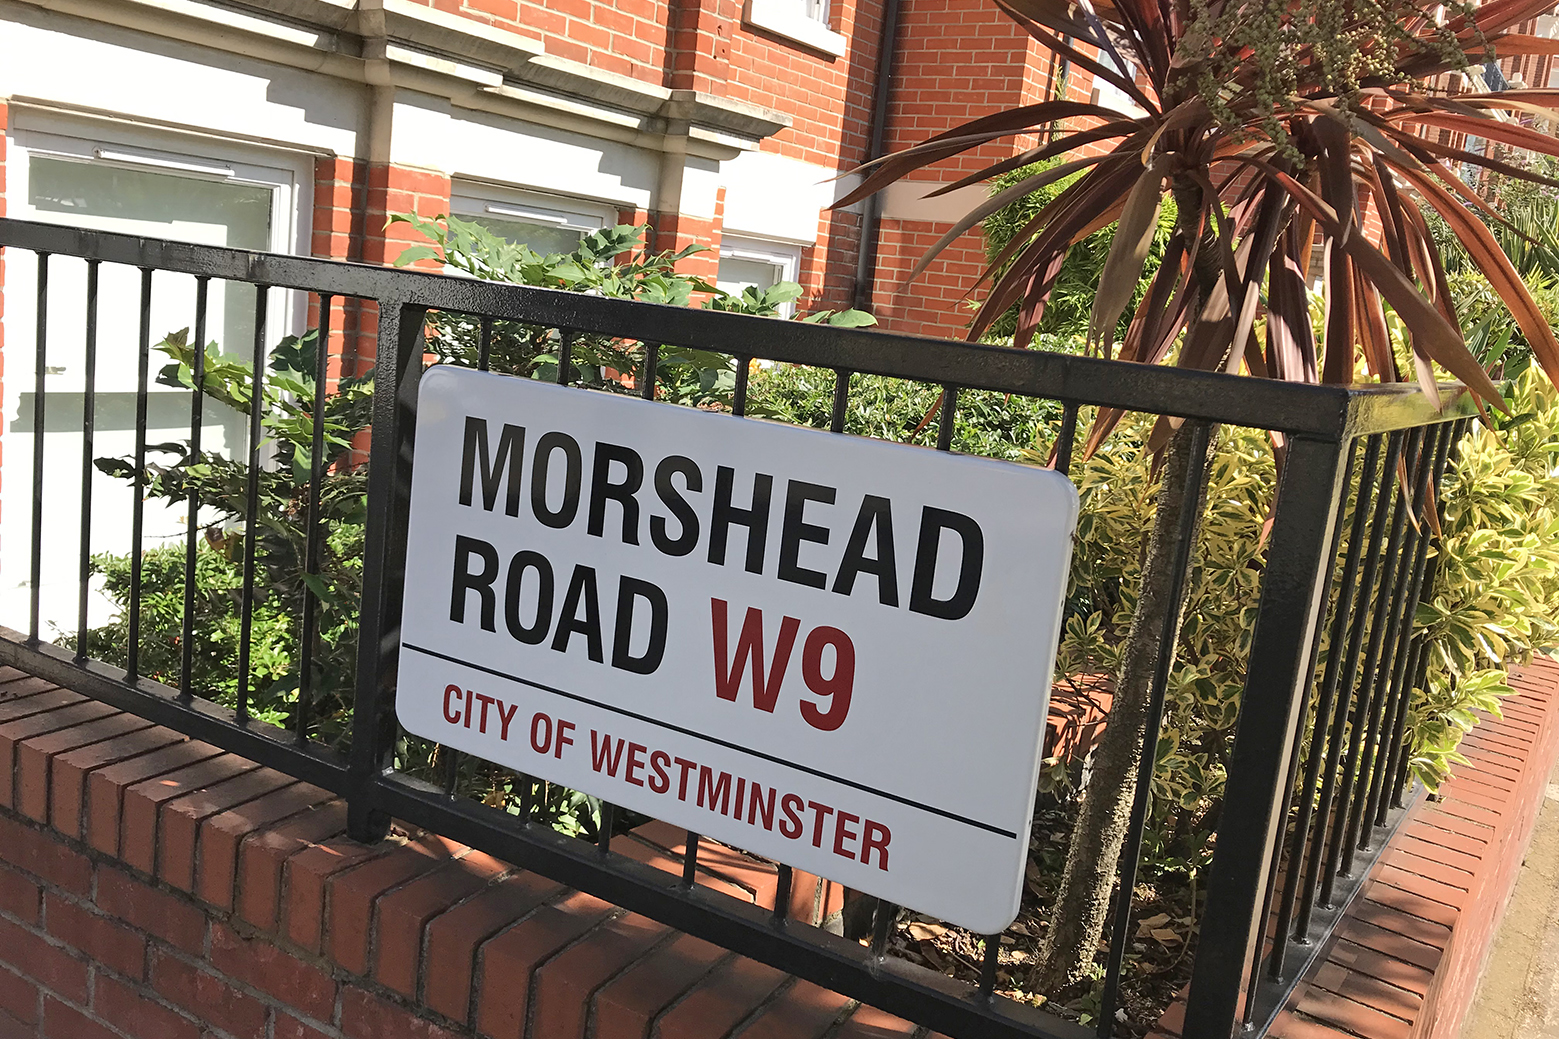 MORSHEAD
ROAD W9
CITY OF WESTMINSTER